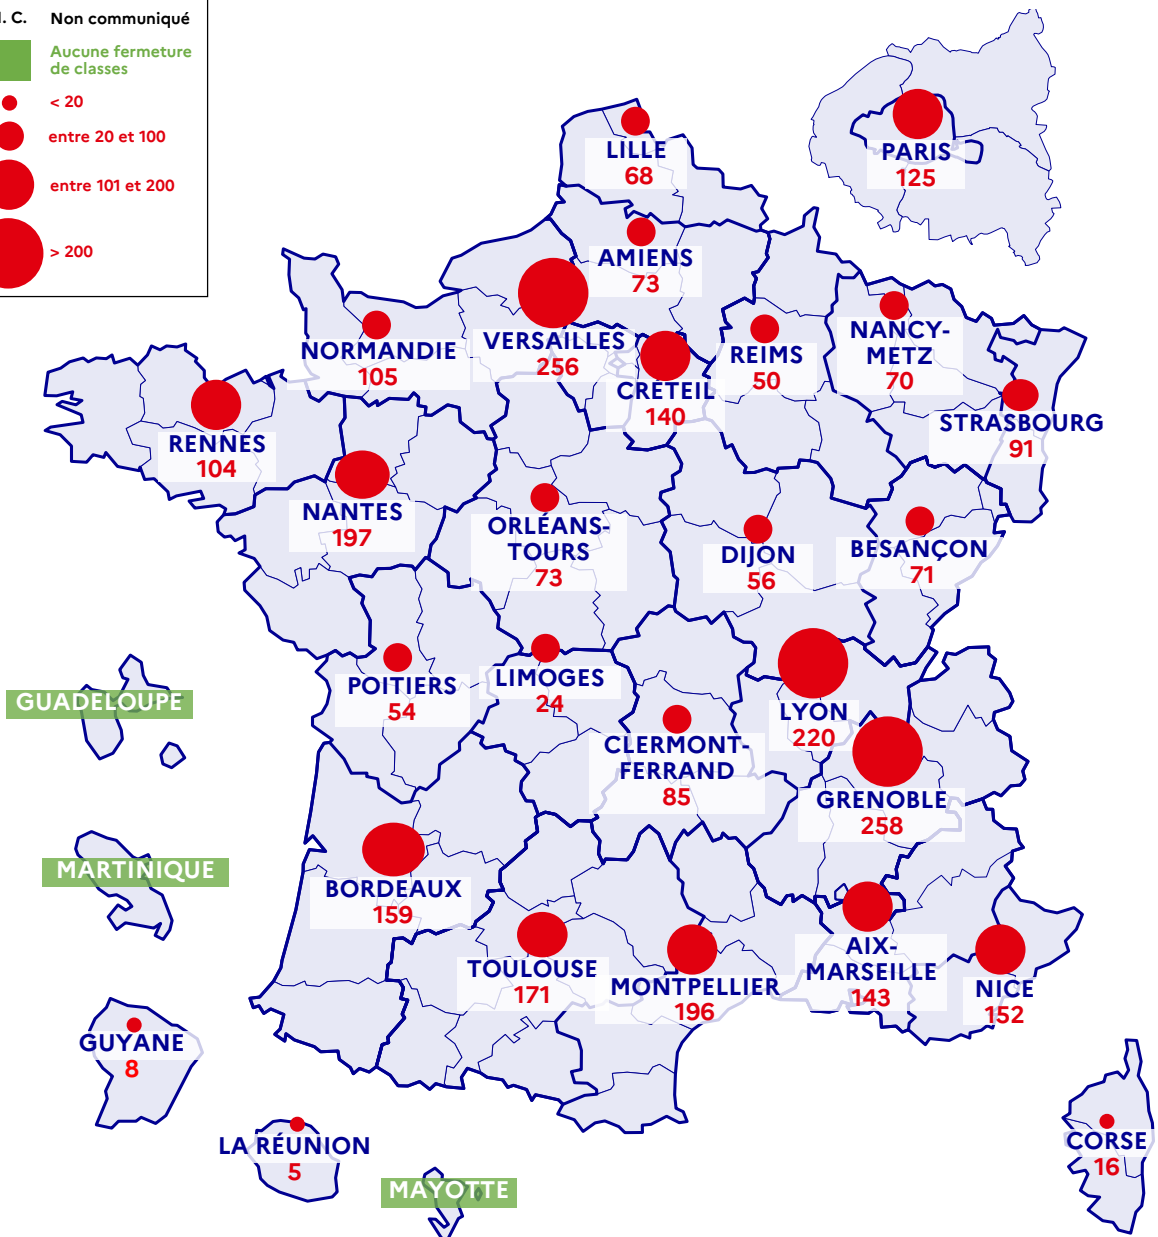 I. C. Non communiqué
Aucune fermeture
de classes
< 20
entre 20 et 100
entre 101 et 200
> 200
PARIS
125
LILLE
68
AMIENS
73
NORMANDIE
105
VERSAILLES
256
CRÉTEIL
140
REIMS
50
NANCY-
METZ
70
STRASBOURG
91
RENNES
104
NANTES
197
ORLÉANS-
TOURS
73
DIJON
56
BESANÇON
71
POITIERS
54
LIMOGES
24
CLERMONT-
FERRAND
85
LYON
220
GRENOBLE
258
GUADELOUPE
MARTINIQUE
BORDEAUX
159
TOULOUSE
171
MONTPELLIER
196
AIX-
MARSEILLE
143
NICE
152
GUYANE
8
LA RÉUNION
5
MAYOTTE
CORSE
16